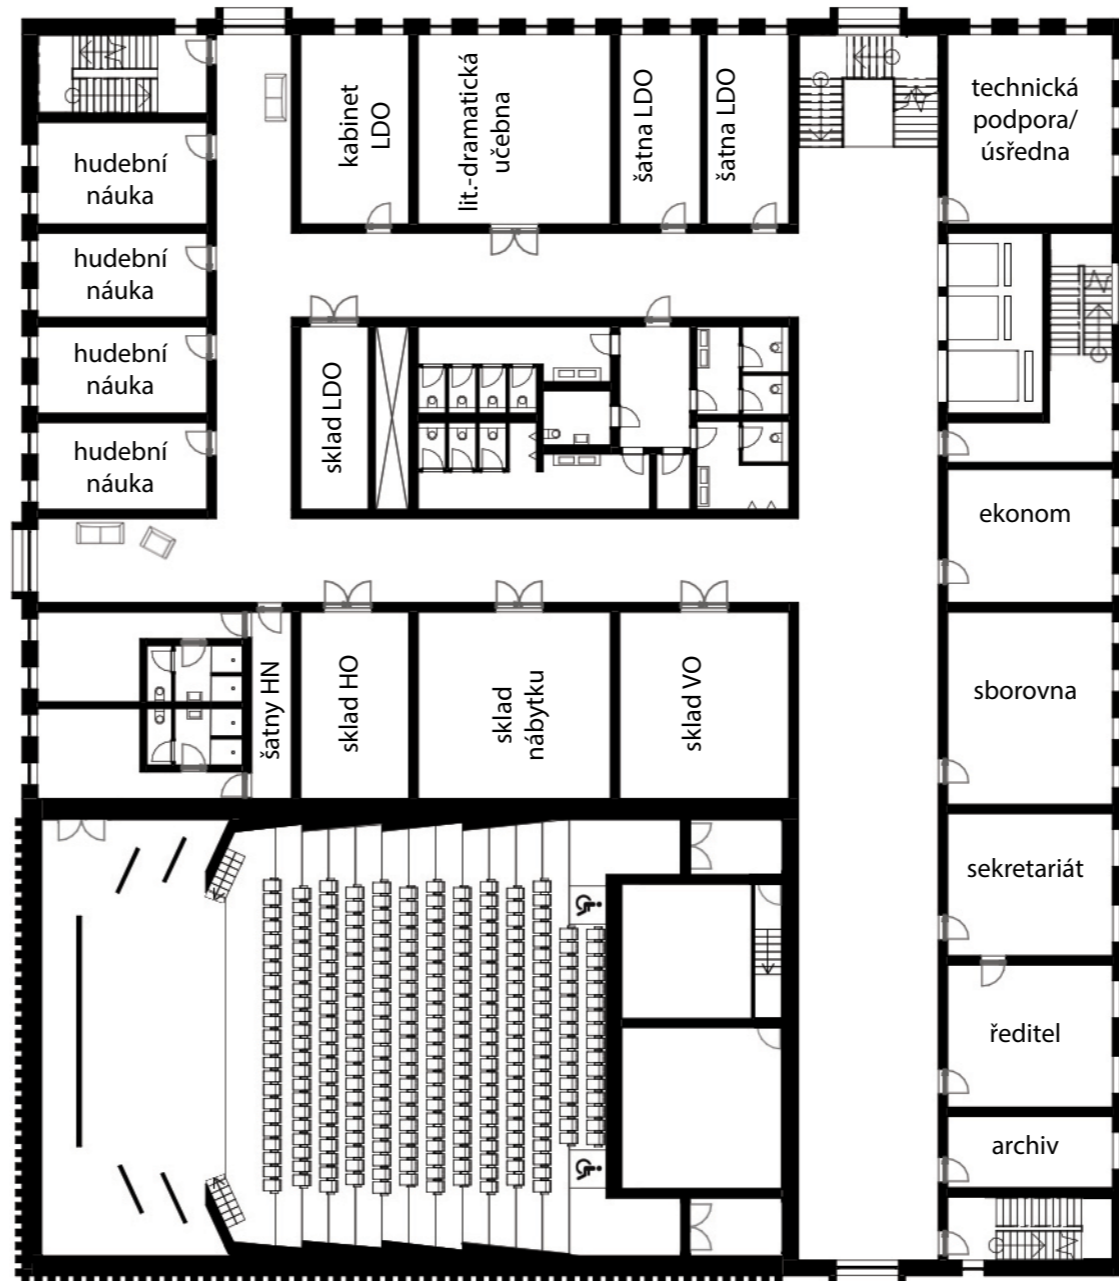 kabinet
LDO
lit.-dramatická
učebna
šatna LDO
šatna LDO
technická
podpora/
úsředna
hudební
náuka
hudební
náuka
hudební
náuka
hudební
náuka
sklad LDO
ekonom
šatny HN
sklad HO
sklad
nábytku
sklad VO
sborovna
sekretariát
ředitel
archiv